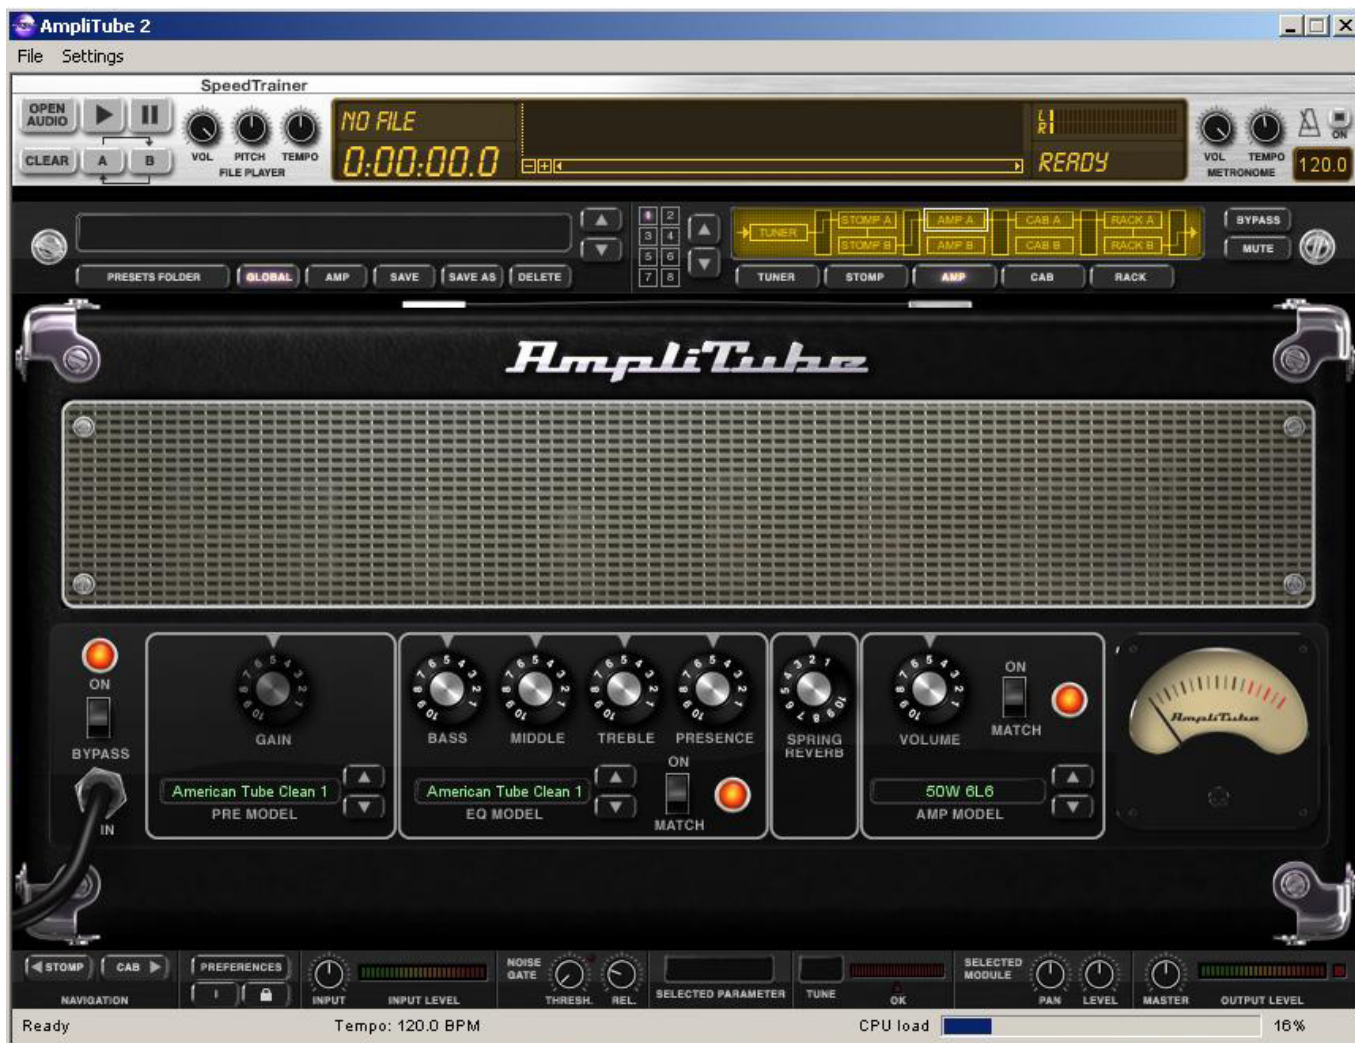 AmpliTube 2
File Settings
SpeedTrainer
OPEN AUDIO
CLEAR
A
B
VOL PITCH TEMPO
FILE PLAYER
NO FILE
0:00:00.0
L
R
READY
VOL TEMPO
METRONOME
ON
120.0
PRESETS FOLDER GLOBAL AMP SAVE SAVE AS DELETE
1 2
3 4
5 6
7 8
TUNER STOMP A AMP A CAB A RACK A
STOMP B AMP B CAB B RACK B
TUNER STOMP AMP CAB RACK
BYPASS
MUTE
AmpliTube
ON
BYPASS
IN
GAIN
American Tube Clean 1
PRE MODEL
BASS MIDDLE TREBLE PRESENCE
American Tube Clean 1
EQ MODEL
ON
MATCH
SPRING
REVERB
VOLUME
ON
MATCH
50W 6L6
AMP MODEL
AmpliTube
STOMP CAB
NAVIGATION
PREFERENCES
INPUT INPUT LEVEL
NOISE
GATE
THRESH. REL.
SELECTED PARAMETER
TUNE
OK
SELECTED
MODULE
PAN LEVEL
MASTER OUTPUT LEVEL
Ready Tempo: 120.0 BPM CPU load 16%